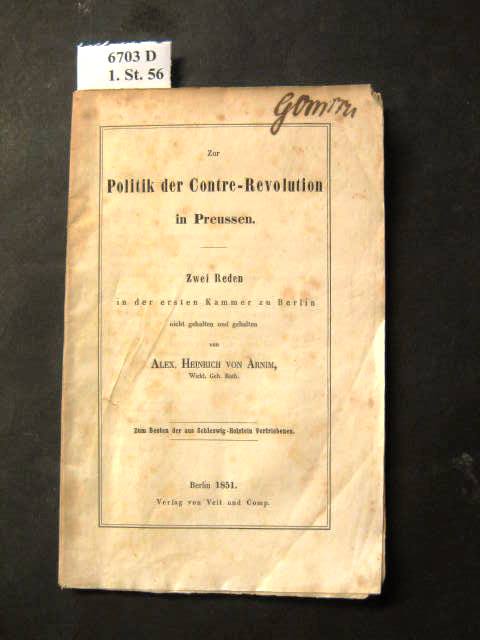 6703 D
1. St. 56
Zur
Politik der Contre-Revolution
in Preussen.
Zwei Reden
in der ersten Kammer zu Berlin
nicht gehalten und gehalten
von
ALEX. HEINRICH VON ARNIM,
Wirkl. Geh. Rath.
Zum Besten der aus Schleswig-Holstein Vertriebenen.
Berlin 1851.
Verlag von Veit und Comp.